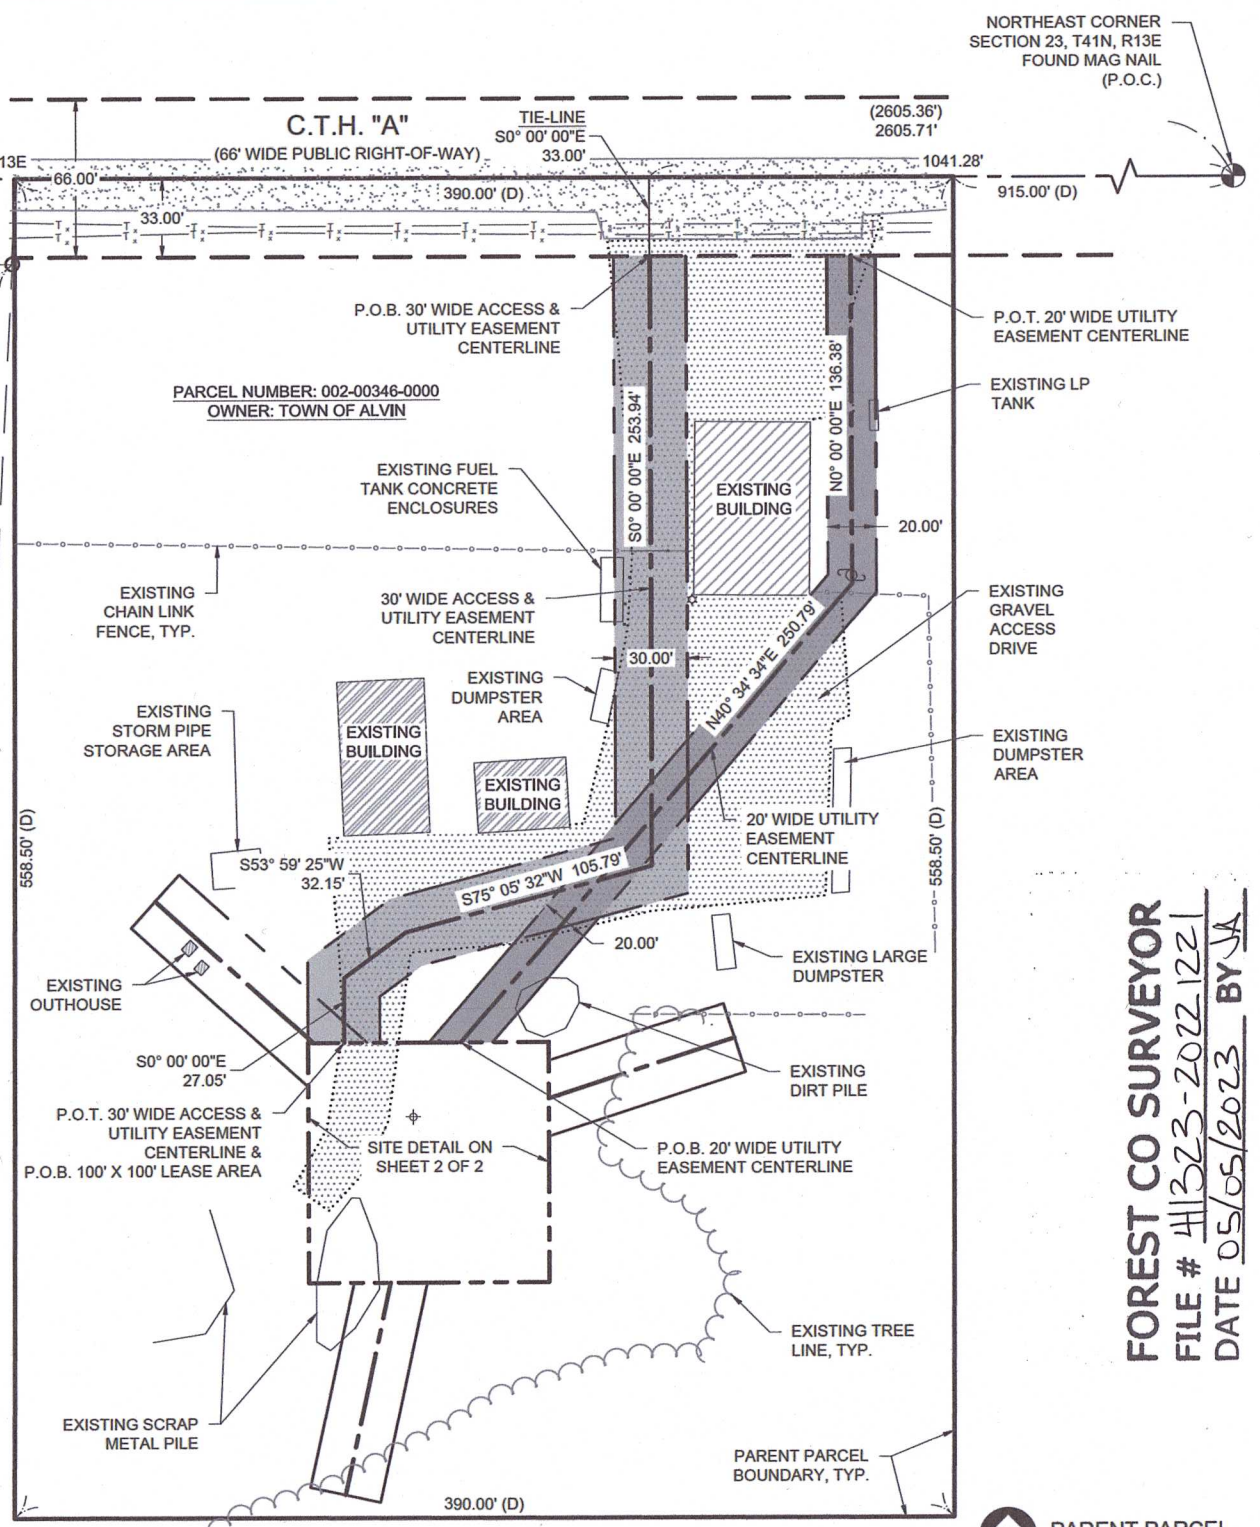 NORTHEAST CORNER
SECTION 23, T41N, R13E
FOUND MAG NAIL
(P.O.C.)
C.T.H. "A"
(66' WIDE PUBLIC RIGHT-OF-WAY)
TIE-LINE
S0° 00' 00"E
33.00'
(2605.36')
2605.71'
13E
66.00'
1041.28'
390.00' (D)
915.00' (D)
33.00'
P.O.B. 30' WIDE ACCESS &
UTILITY EASEMENT
CENTERLINE
P.O.T. 20' WIDE UTILITY
EASEMENT CENTERLINE
PARCEL NUMBER: 002-00346-0000
OWNER: TOWN OF ALVIN
S0° 00' 00"E 253.94'
N0° 00' 00"E 136.38'
EXISTING LP
TANK
EXISTING FUEL
TANK CONCRETE
ENCLOSURES
EXISTING
BUILDING
20.00'
EXISTING
CHAIN LINK
FENCE, TYP.
30' WIDE ACCESS &
UTILITY EASEMENT
CENTERLINE
EXISTING
GRAVEL
ACCESS
DRIVE
30.00'
N40° 34' 34"E 250.79'
EXISTING
DUMPSTER
AREA
EXISTING
STORM PIPE
STORAGE AREA
EXISTING
BUILDING
EXISTING
BUILDING
EXISTING
DUMPSTER
AREA
20' WIDE UTILITY
EASEMENT
CENTERLINE
558.50' (D)
558.50' (D)
S53° 59' 25"W
32.15'
S75° 05' 32"W 105.79'
20.00'
EXISTING LARGE
DUMPSTER
EXISTING
OUTHOUSE
S0° 00' 00"E
27.05'
EXISTING
DIRT PILE
P.O.T. 30' WIDE ACCESS &
UTILITY EASEMENT
CENTERLINE &
P.O.B. 100' X 100' LEASE AREA
SITE DETAIL ON
SHEET 2 OF 2
P.O.B. 20' WIDE UTILITY
EASEMENT CENTERLINE
EXISTING TREE
LINE, TYP.
EXISTING SCRAP
METAL PILE
PARENT PARCEL
BOUNDARY, TYP.
390.00' (D)
PARENT PARCEL
FOREST CO SURVEYOR
FILE # 411323-20221221
DATE 05/05/2023 BY JA